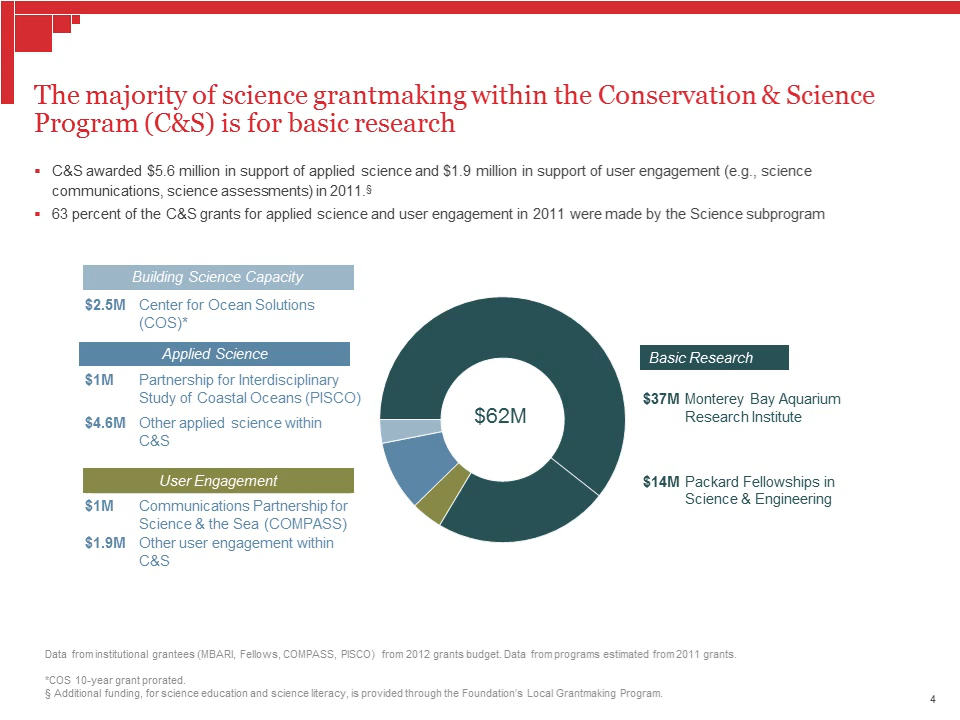 The majority of science grantmaking within the Conservation & Science
Program (C&S) is for basic research
▪ C&S awarded $5.6 million in support of applied science and $1.9 million in support of user engagement (e.g., science
communications, science assessments) in 2011.§
▪ 63 percent of the C&S grants for applied science and user engagement in 2011 were made by the Science subprogram
Building Science Capacity
$2.5M Center for Ocean Solutions
(COS)*
Applied Science
$1M Partnership for Interdisciplinary
Study of Coastal Oceans (PISCO)
$4.6M Other applied science within
C&S
User Engagement
$1M Communications Partnership for
Science & the Sea (COMPASS)
$1.9M Other user engagement within
C&S
$62M
Basic Research
$37M Monterey Bay Aquarium
Research Institute
$14M Packard Fellowships in
Science & Engineering
Data from institutional grantees (MBARI, Fellows, COMPASS, PISCO) from 2012 grants budget. Data from programs estimated from 2011 grants.
*COS 10-year grant prorated.
§ Additional funding, for science education and science literacy, is provided through the Foundation's Local Grantmaking Program.
4